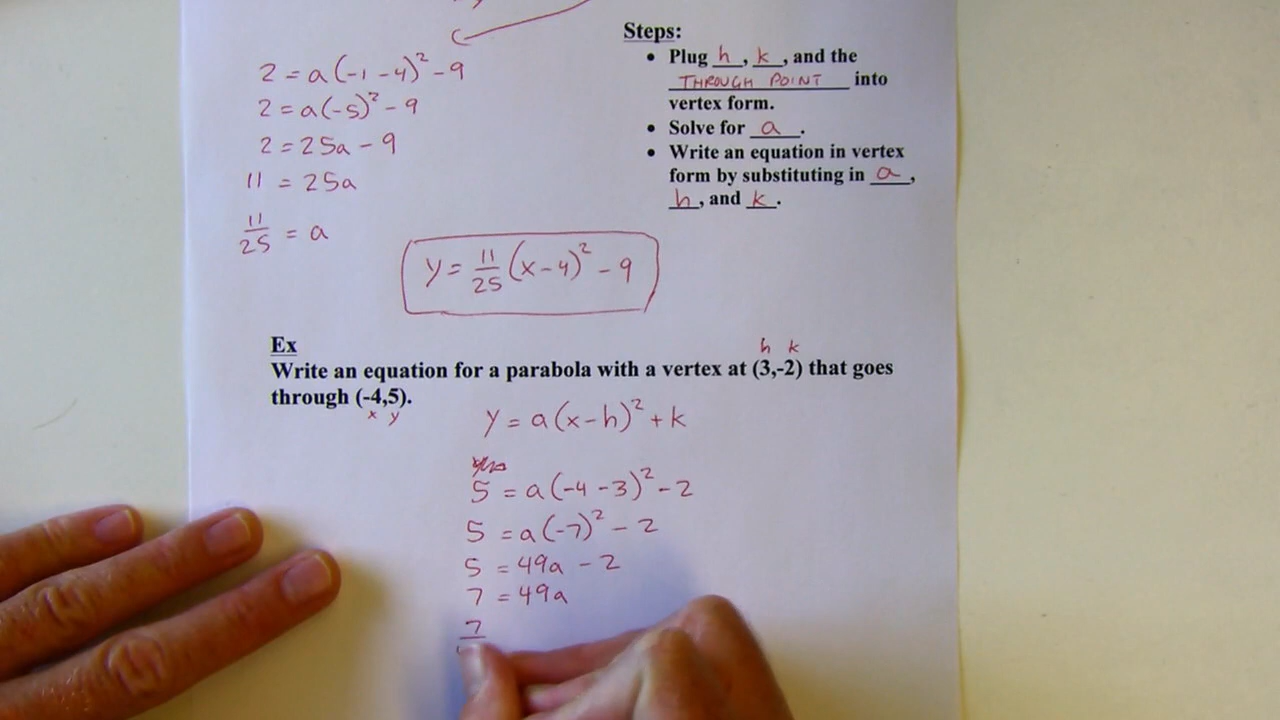 2 = a(-1 - 4)² - 9
2 = a(-5)² - 9
2 = 25a - 9
11 = 25a
11/25 = a
y = 11/25 (x - 4)² - 9
Steps:
• Plug h, k, and the
THROUGH POINT into
vertex form.
• Solve for a.
• Write an equation in vertex
form by substituting in a,
h, and k.
Ex
h k
Write an equation for a parabola with a vertex at (3,-2) that goes
through (-4,5).
x y
y = a(x - h)² + k
5 = a(-4 - 3)² - 2
5 = a(-7)² - 2
5 = 49a - 2
7 = 49a
7